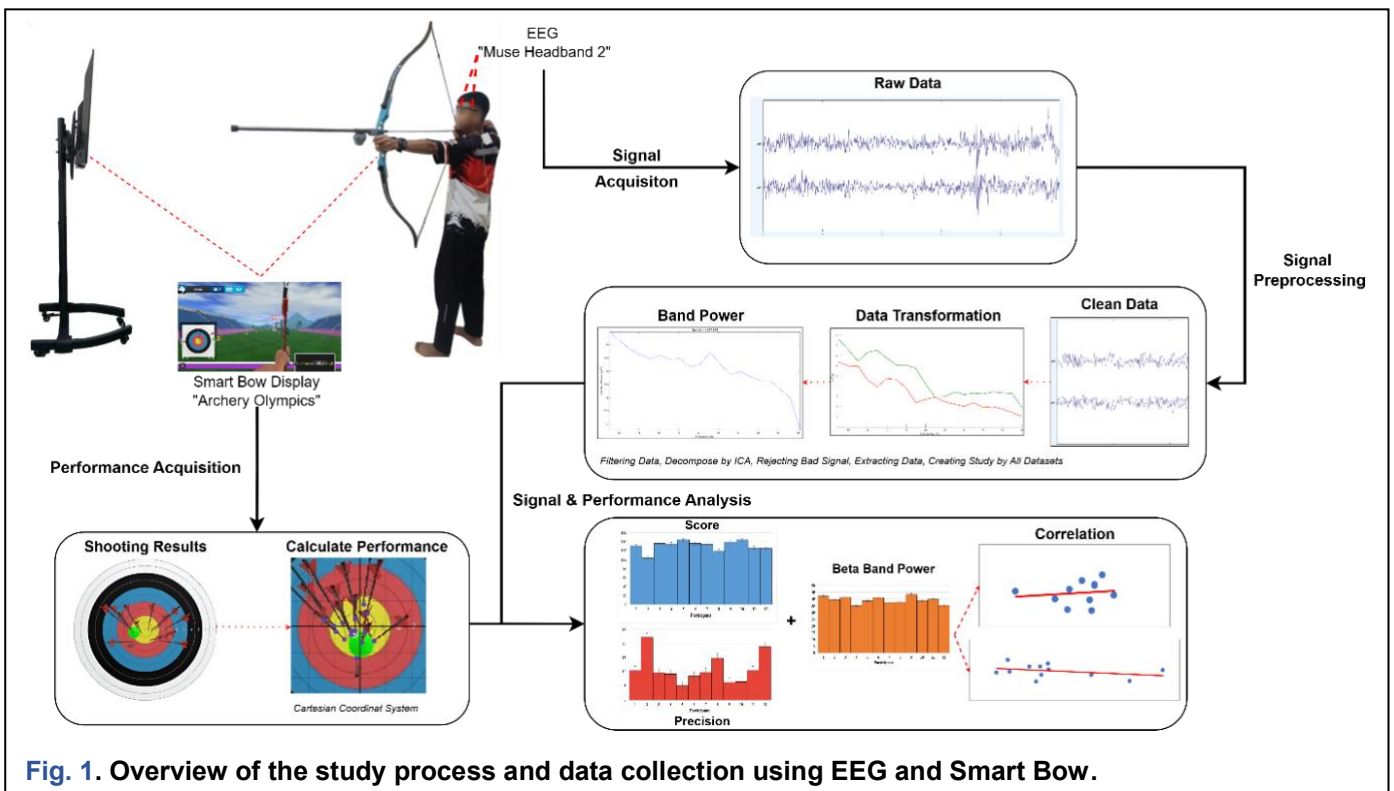 EEG
"Muse Headband 2"
Raw Data
Signal
Acquisiton
Signal
Preprocessing
Band Power
Data Transformation
Clean Data
Filtering Data, Decompose by ICA, Rejecting Bad Signal, Extracting Data, Creating Study by All Datasets
Smart Bow Display
"Archery Olympics"
Performance Acquisition
Signal & Performance Analysis
Shooting Results
Calculate Performance
Cartesian Coordinat System
Score
Participant
Precision
+
Beta Band Power
Participant
Correlation
Fig. 1. Overview of the study process and data collection using EEG and Smart Bow.